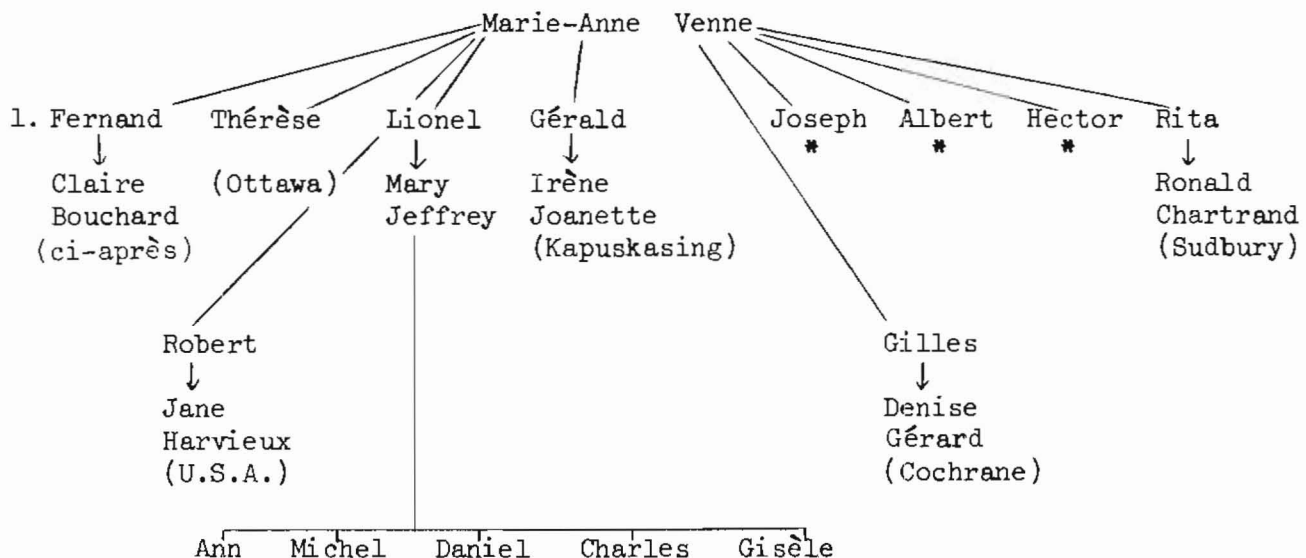 Marie-Anne Venne
1. Fernand Thérèse Lionel Gérald Joseph Albert Hector Rita
* * *
Claire (Ottawa) Mary Irène Ronald
Bouchard Jeffrey Joanette Chartrand
(ci-après) (Kapuskasing) (Sudbury)
Robert Gilles
Jane Denise
Harvieux Gérard
(U.S.A.) (Cochrane)
Ann Michel Daniel Charles Gisèle